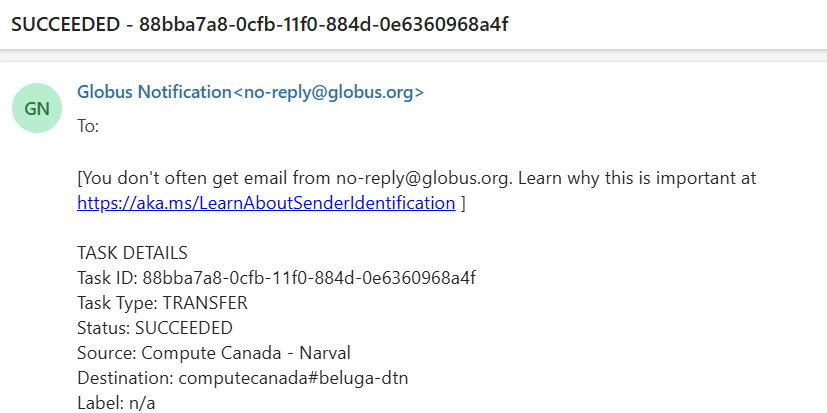 SUCCEEDED - 88bba7a8-0cfb-11f0-884d-0e6360968a4f
GN
Globus Notification<no-reply@globus.org>
To:
[You don't often get email from no-reply@globus.org. Learn why this is important at
https://aka.ms/LearnAboutSenderIdentification ]
TASK DETAILS
Task ID: 88bba7a8-0cfb-11f0-884d-0e6360968a4f
Task Type: TRANSFER
Status: SUCCEEDED
Source: Compute Canada - Narval
Destination: computecanada#beluga-dtn
Label: n/a